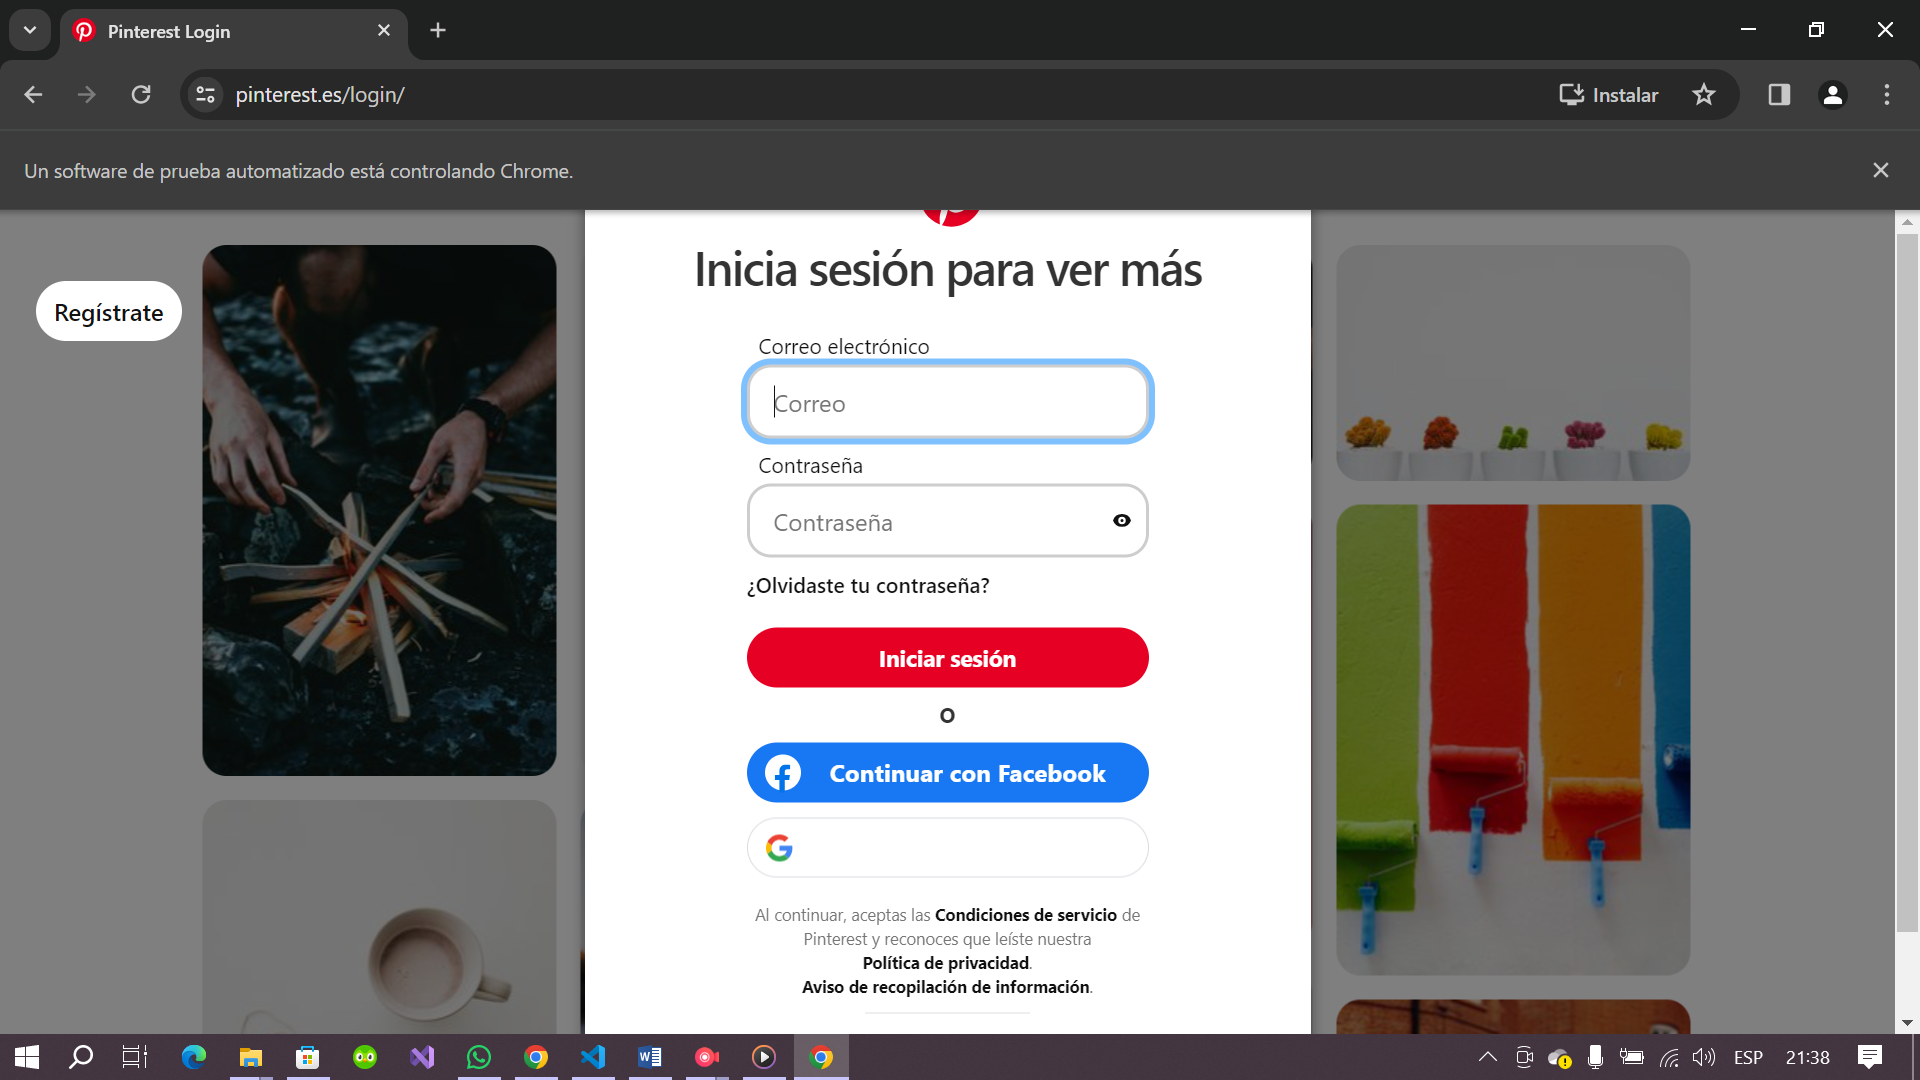 Pinterest Login
pinterest.es/login/
Instalar
Un software de prueba automatizado está controlando Chrome.
Inicia sesión para ver más
Regístrate
Correo electrónico
Correo
Contraseña
Contraseña
¿Olvidaste tu contraseña?
Iniciar sesión
O
Continuar con Facebook
Al continuar, aceptas las Condiciones de servicio de
Pinterest y reconoces que leíste nuestra
Política de privacidad.
Aviso de recopilación de información.
ESP
21:38